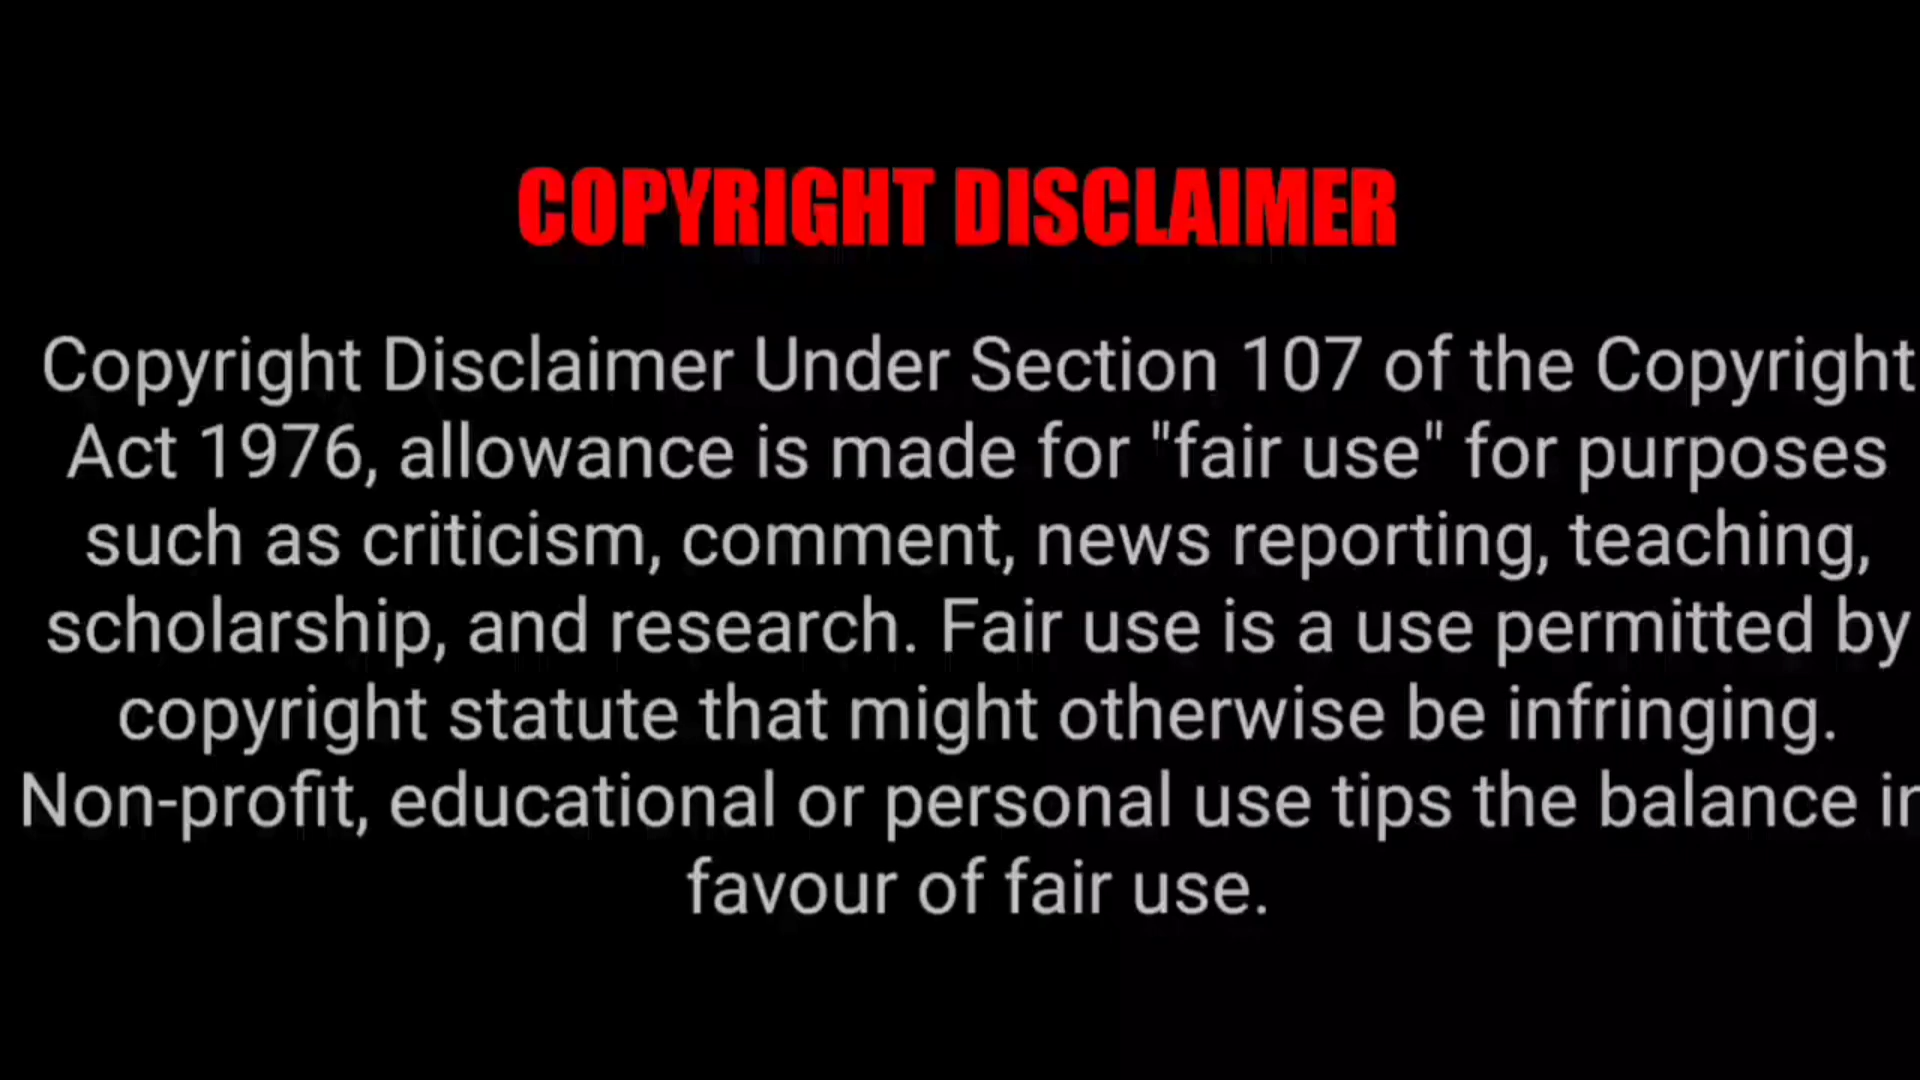 COPYRIGHT DISCLAIMER
Copyright Disclaimer Under Section 107 of the Copyright
Act 1976, allowance is made for "fair use" for purposes
such as criticism, comment, news reporting, teaching,
scholarship, and research. Fair use is a use permitted by
copyright statute that might otherwise be infringing.
Non-profit, educational or personal use tips the balance in
favour of fair use.